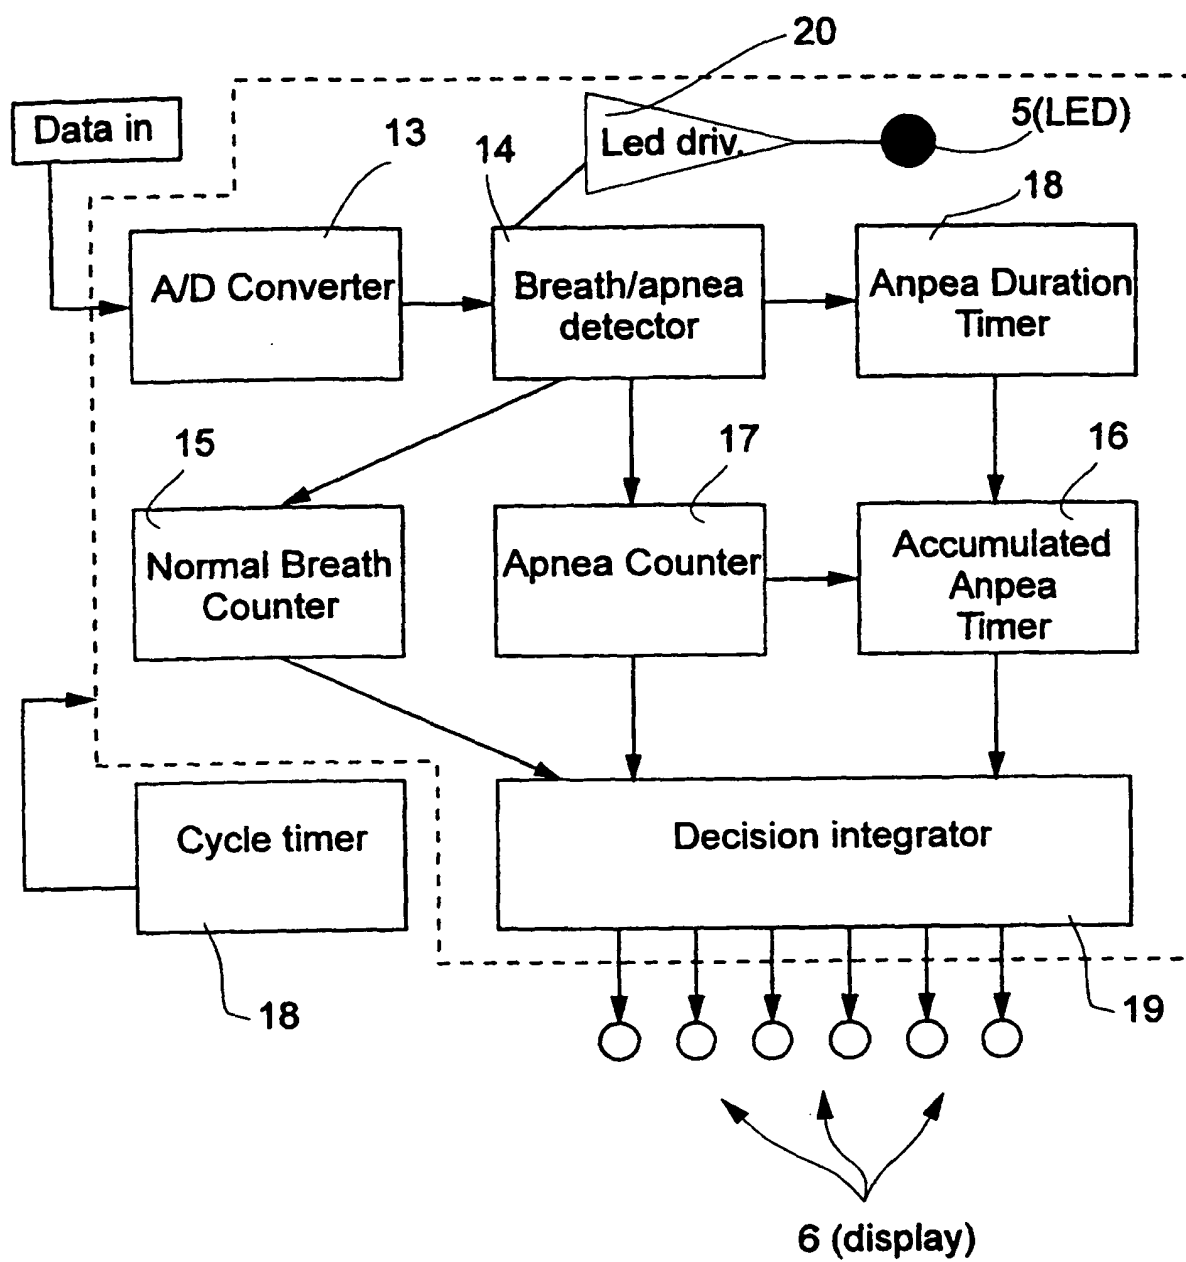 20
Data in
13
14
Led driv.
5(LED)
18
A/D Converter
Breath/apnea
detector
Anpea Duration
Timer
15
17
16
Normal Breath
Counter
Apnea Counter
Accumulated
Anpea
Timer
Cycle timer
Decision integrator
18
19
6 (display)